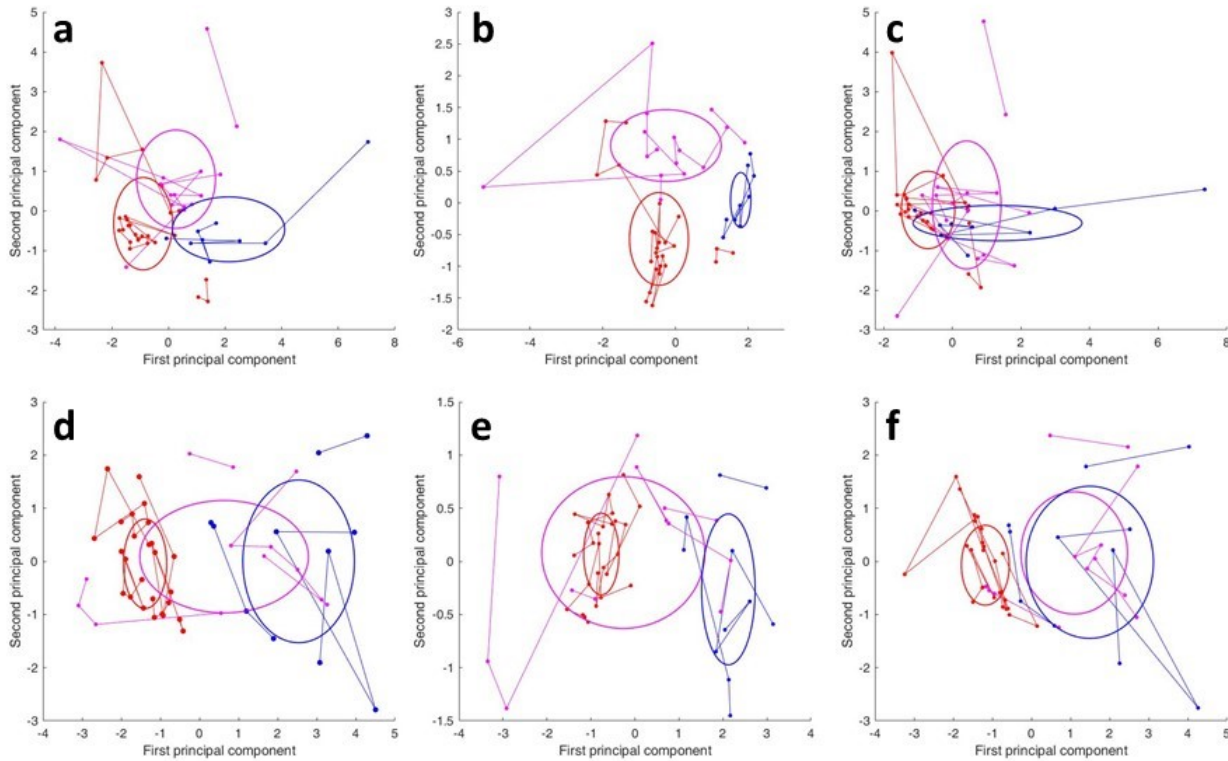 a
5
4
3
2
1
0
-1
-2
-3
Second principal component
-4 -2 0 2 4 6 8
First principal component
b
3
2.5
2
1.5
1
0.5
0
-0.5
-1
-1.5
-2
Second principal component
-6 -4 -2 0 2
First principal component
c
5
4
3
2
1
0
-1
-2
-3
Second principal component
-2 0 2 4 6 8
First principal component
d
3
2
1
0
-1
-2
-3
Second principal component
-4 -3 -2 -1 0 1 2 3 4 5
First principal component
e
1.5
1
0.5
0
-0.5
-1
-1.5
Second principal component
-4 -3 -2 -1 0 1 2 3 4
First principal component
f
3
2
1
0
-1
-2
-3
Second principal component
-4 -3 -2 -1 0 1 2 3 4 5
First principal component